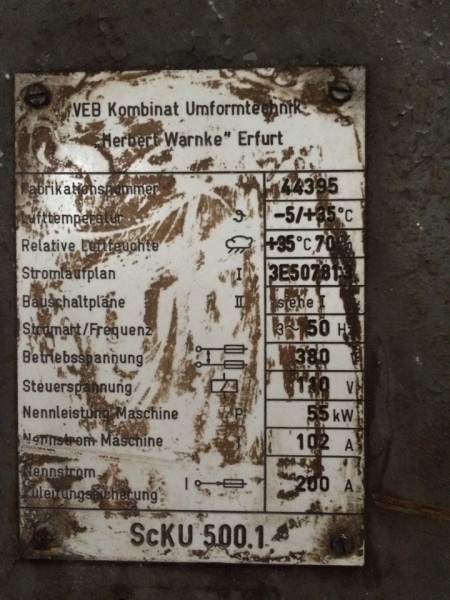 VEB Kombinat Umformtechnik
„Herbert Warnke” Erfurt
Fabrikationsnummer 44395
Lufttemperatur ϑ -5/+35°C
Relative Luftfeuchte +35°C, 70%
Stromlaufplan I 3E50781.3
Bauschaltpläne II siehe I
Stromart/Frequenz 3~ 50 Hz
Betriebsspannung 380 V
Steuerspannung 110 V
Nennleistung Maschine P 55 kW
Nennstrom Maschine 102 A
Nennstrom
Zuleitungssicherung I 200 A
ScKU 500.1